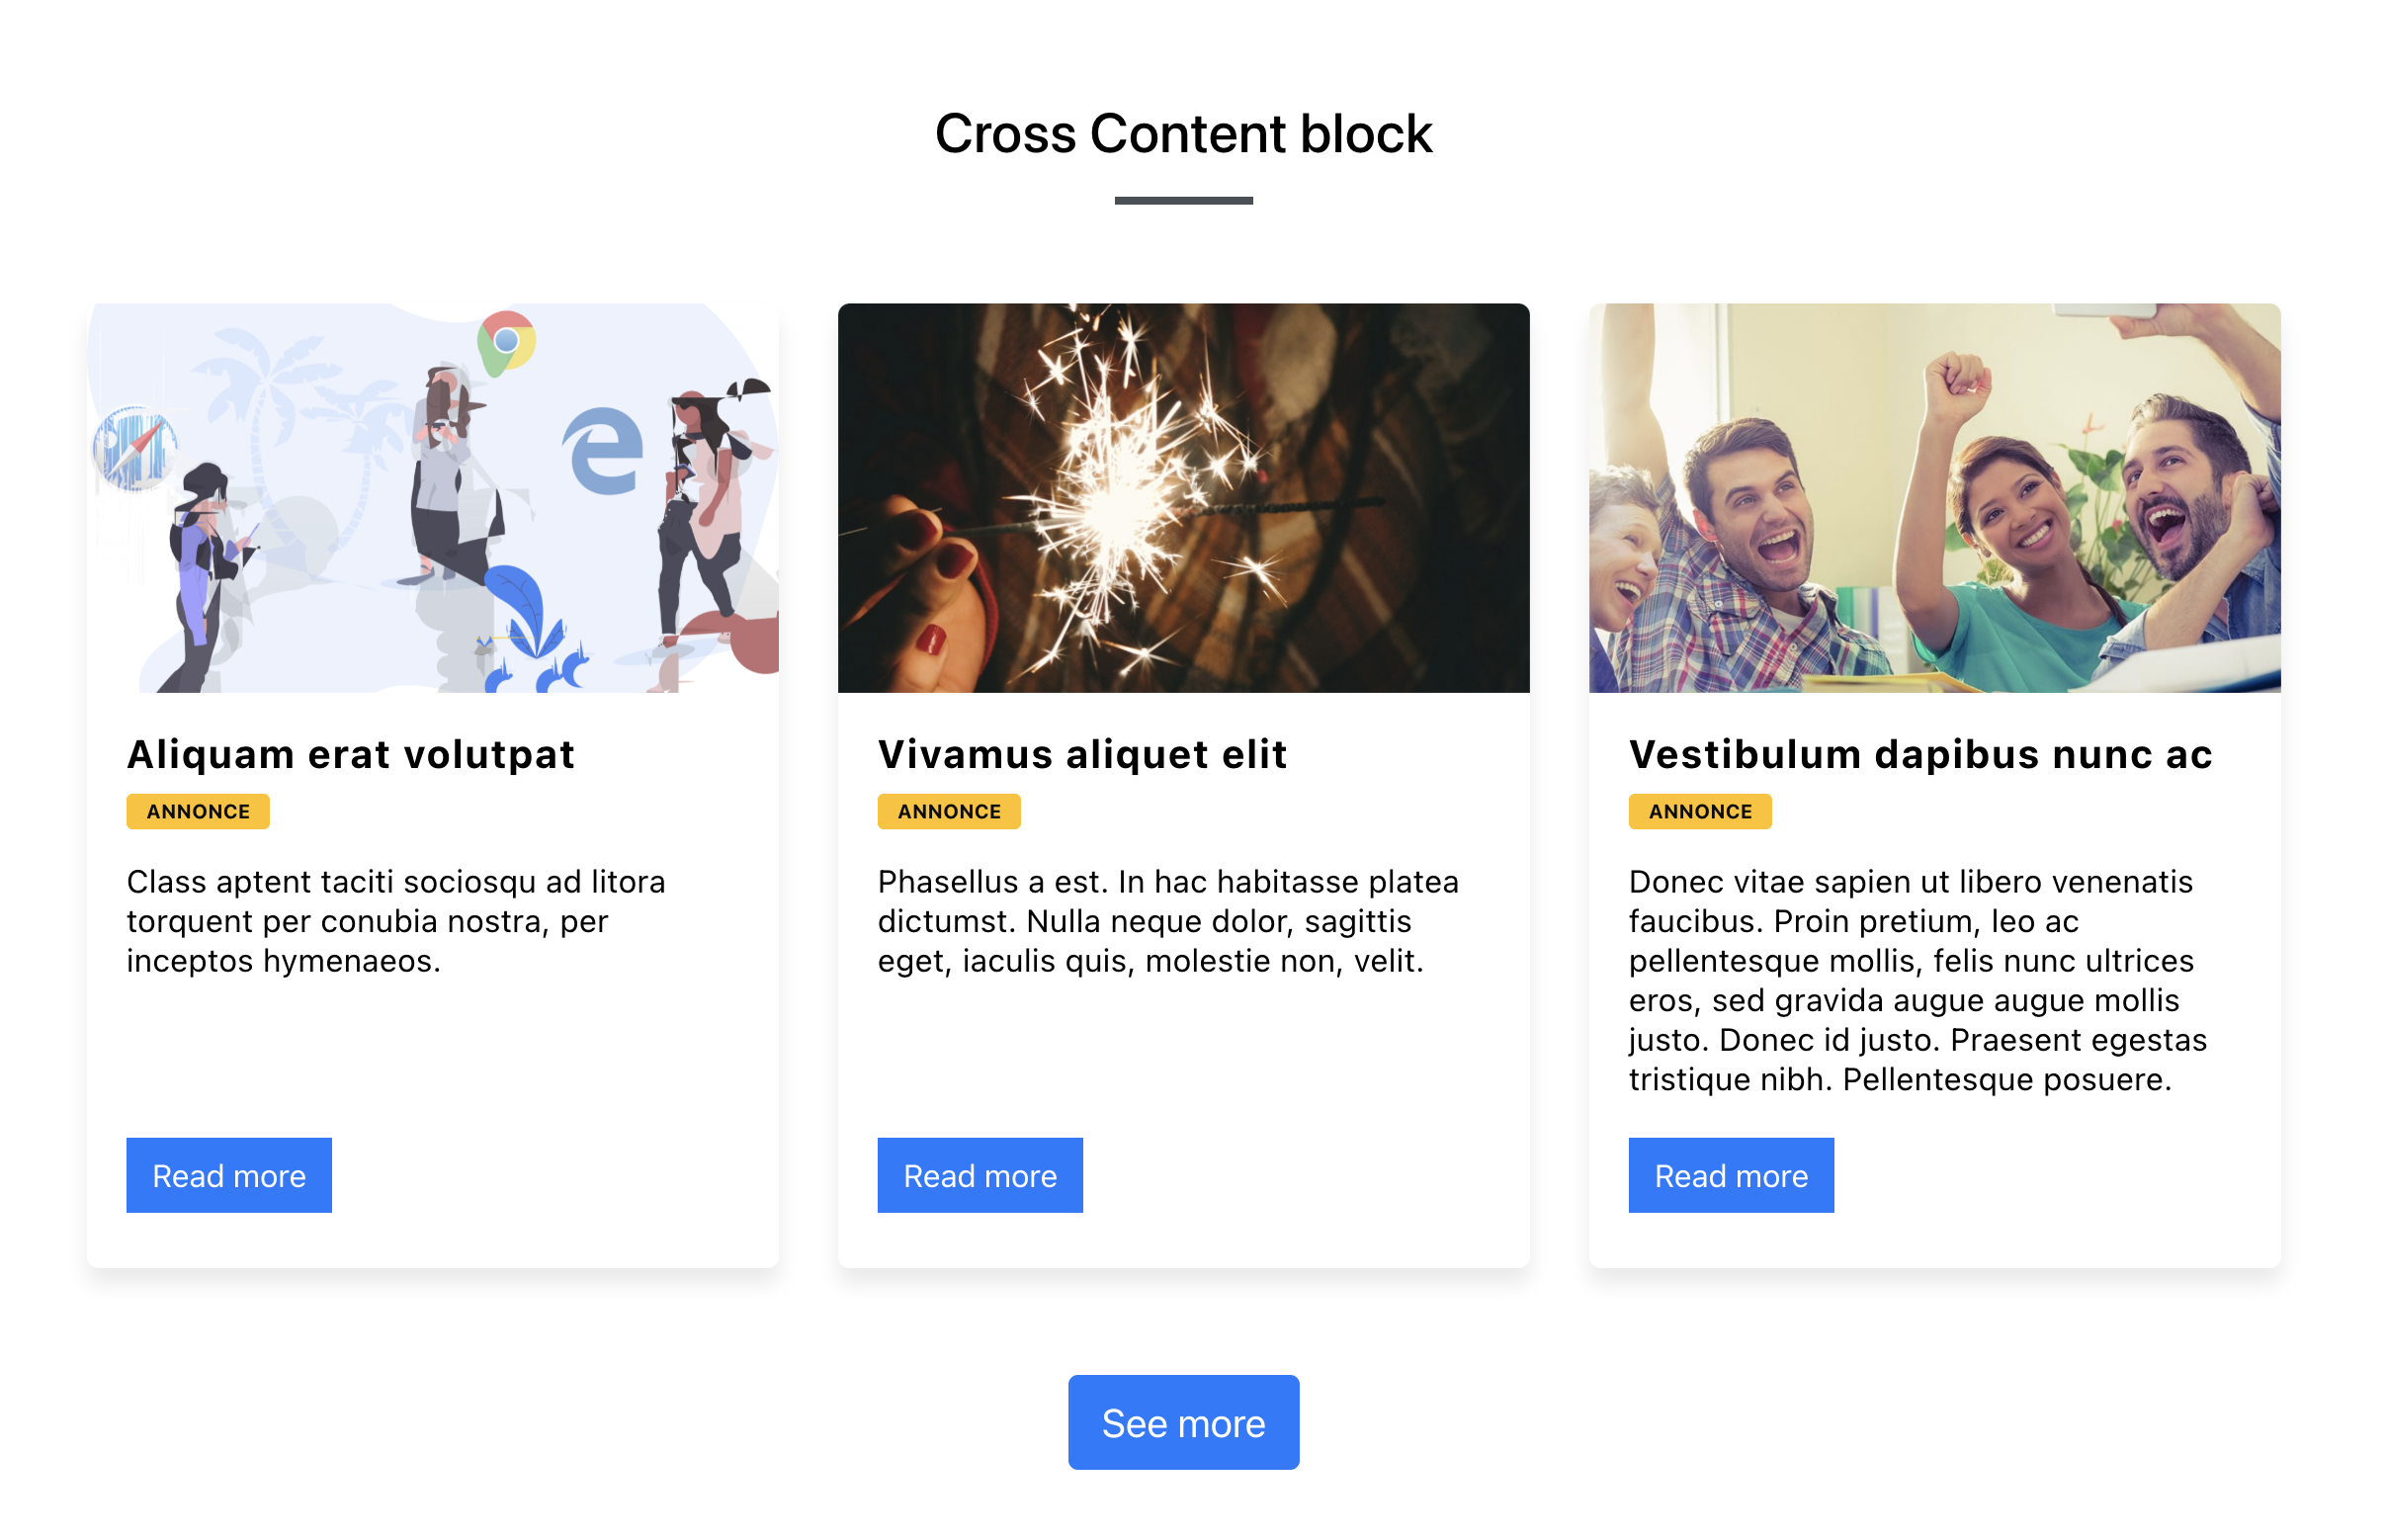 Cross Content block
Aliquam erat volutpat
ANNONCE
Class aptent taciti sociosqu ad litora
torquent per conubia nostra, per
inceptos hymenaeos.
Read more
Vivamus aliquet elit
ANNONCE
Phasellus a est. In hac habitasse platea
dictumst. Nulla neque dolor, sagittis
eget, iaculis quis, molestie non, velit.
Read more
Vestibulum dapibus nunc ac
ANNONCE
Donec vitae sapien ut libero venenatis
faucibus. Proin pretium, leo ac
pellentesque mollis, felis nunc ultrices
eros, sed gravida augue augue mollis
justo. Donec id justo. Praesent egestas
tristique nibh. Pellentesque posuere.
Read more
See more